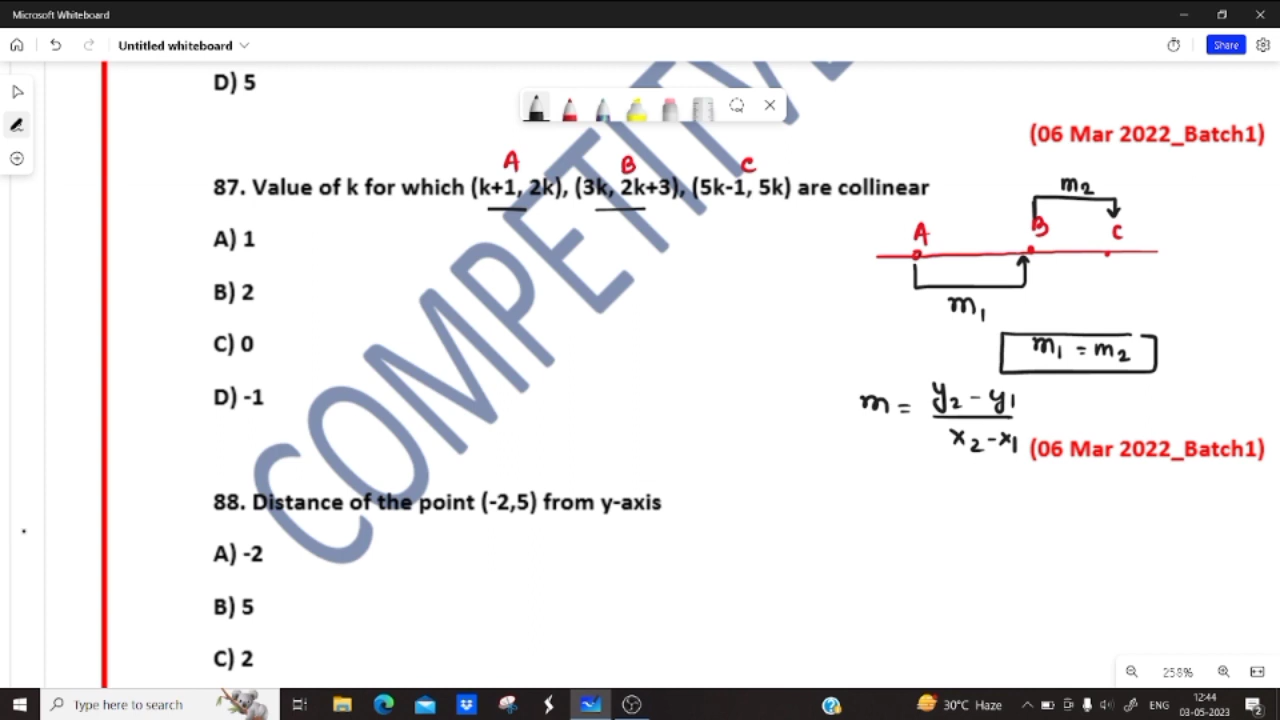 Microsoft Whiteboard
Untitled whiteboard
Share
D) 5
(06 Mar 2022_Batch1)
A B C
87. Value of k for which (k+1, 2k), (3k, 2k+3), (5k-1, 5k) are collinear
m2
A B C
A) 1
B) 2
m1
C) 0
m1 = m2
D) -1
m = y2 - y1
x2 - x1
(06 Mar 2022_Batch1)
88. Distance of the point (-2,5) from y-axis
A) -2
B) 5
C) 2
COMPETITVE
258%
Type here to search
30°C Haze
ENG
12:44
03-05-2023
2